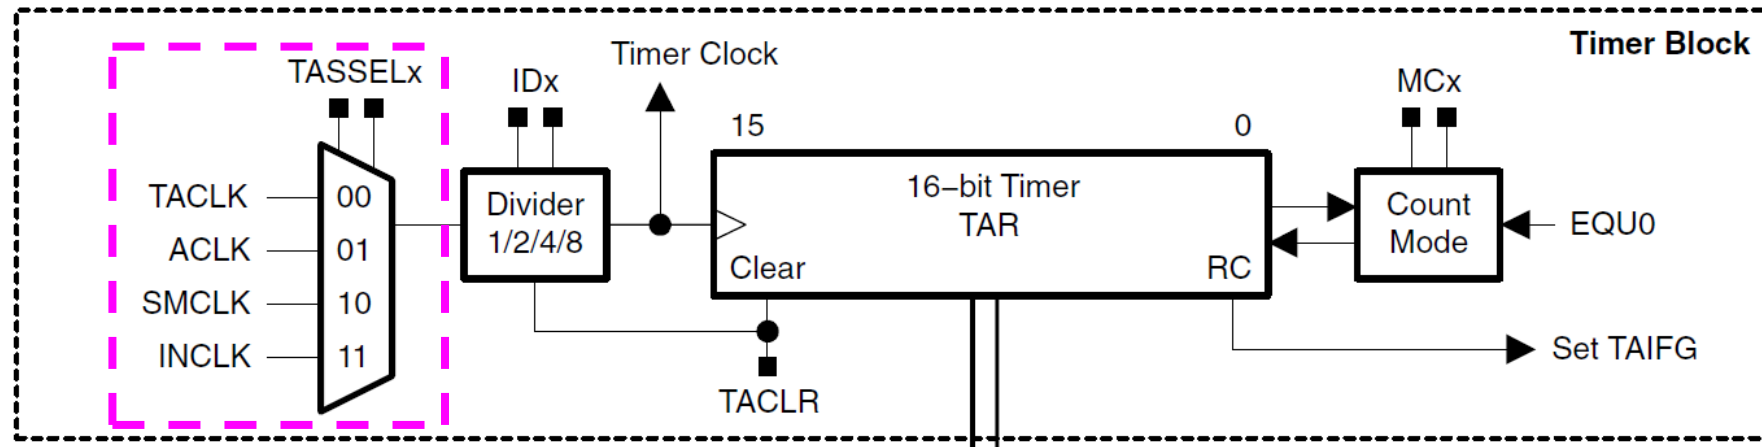 Timer Block
Timer Clock
TASSELx
IDx
MCx
15
0
TACLK
00
Divider
1/2/4/8
16−bit Timer
TAR
Count
Mode
EQU0
ACLK
01
Clear
RC
SMCLK
10
INCLK
11
Set TAIFG
TACLR